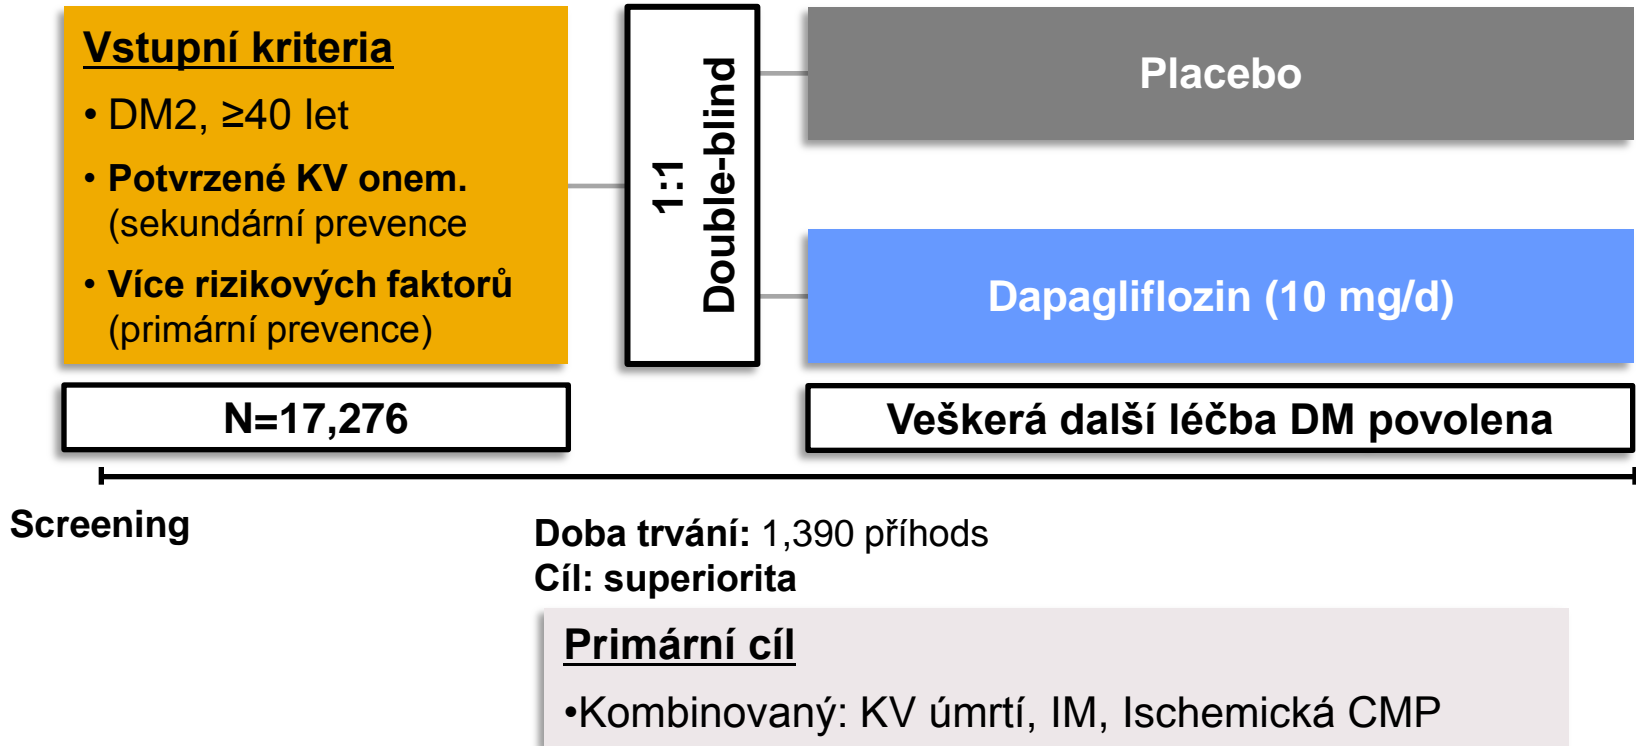 Vstupní kriteria
• DM2, ≥40 let
• Potvrzené KV onem.
(sekundární prevence
• Více rizikových faktorů
(primární prevence)
N=17,276
1:1
Double-blind
Placebo
Dapagliflozin (10 mg/d)
Veškerá další léčba DM povolena
Screening
Doba trvání: 1,390 příhods
Cíl: superiorita
Primární cíl
•Kombinovaný: KV úmrtí, IM, Ischemická CMP